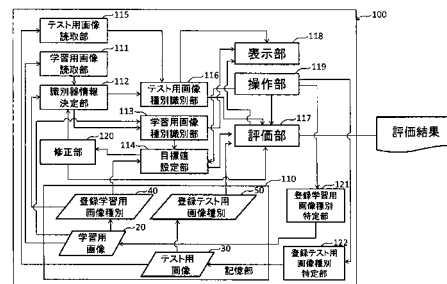 100
テスト用画像
読取部
115
学習用画像
読取部
111
識別器情報
決定部
112
テスト用画像
種別識別部
116
学習用画像
種別識別部
113
目標値
設定部
114
修正部
120
表示部
118
操作部
119
評価部
117
評価結果
110
登録学習用
画像種別
40
登録テスト用
画像種別
50
学習用
画像
20
テスト用
画像
30
記憶部
121
登録学習用
画像種別
特定部
122
登録テスト用
画像種別
特定部